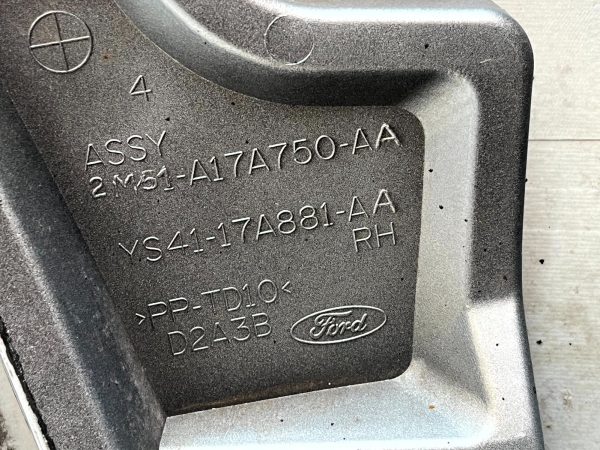 4
ASSY
2M51-A17A750-AA
YS41-17A881-AA
RH
>PP-TD10<
D2A3B
Ford